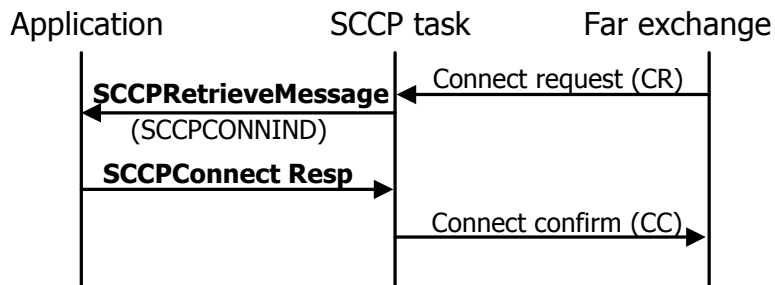 Application SCCP task Far exchange
Connect request (CR)
SCCPRetrieveMessage
(SCCPCONNIND)
SCCPConnect Resp
Connect confirm (CC)